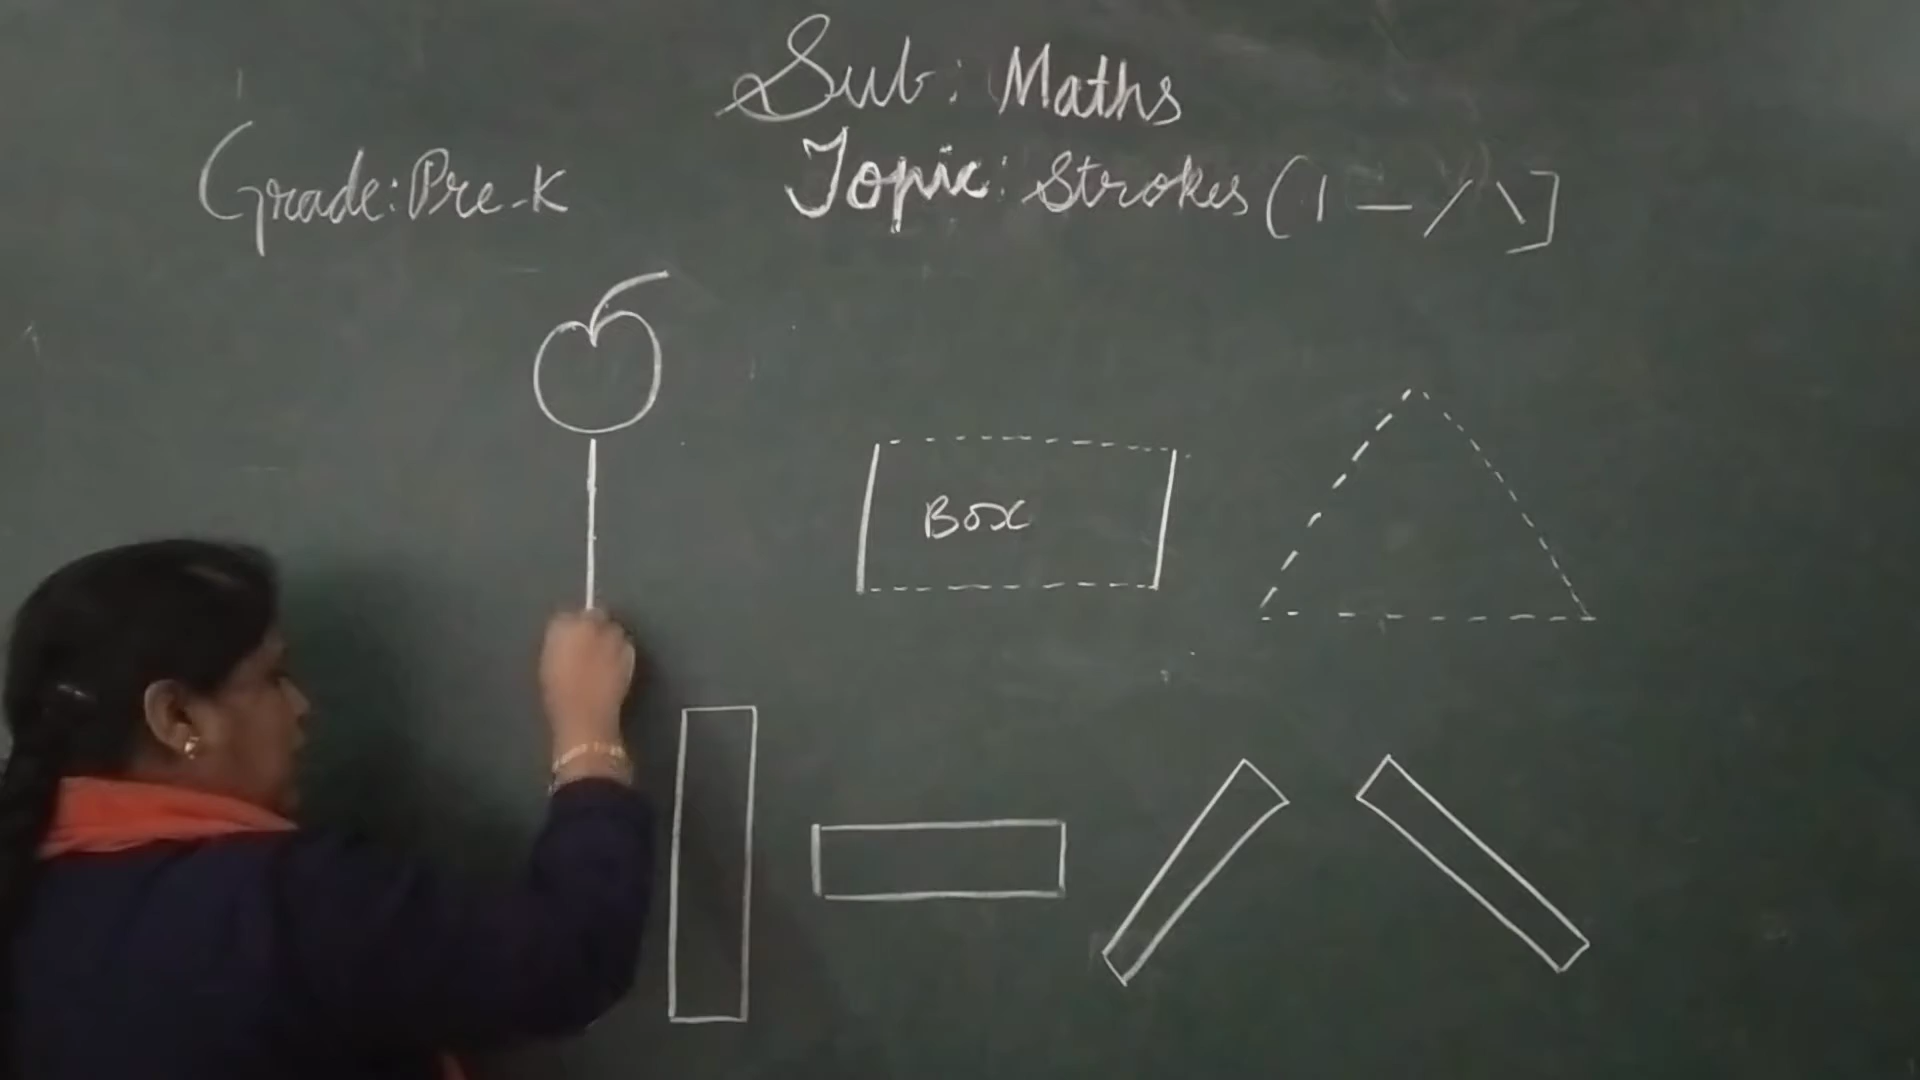 Sub: Maths
Grade: Pre-K
Topic: Strokes (| — / \]
Box